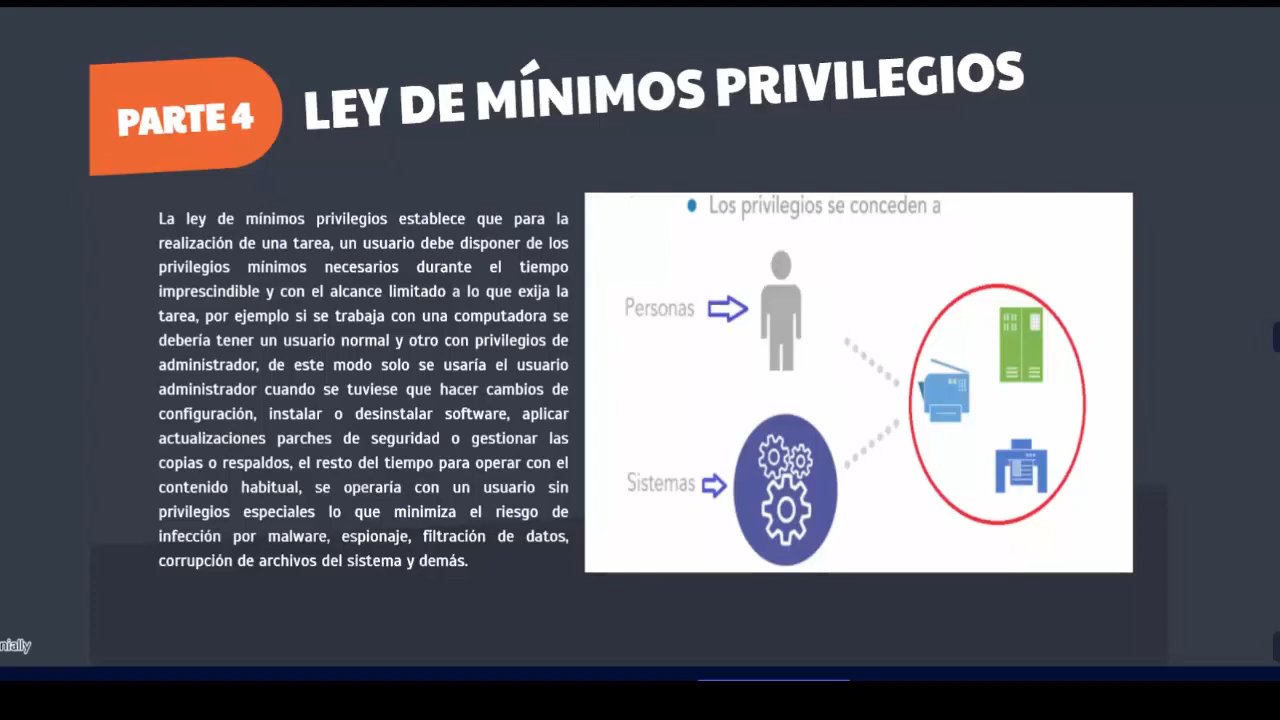 PARTE 4
LEY DE MÍNIMOS PRIVILEGIOS
La ley de mínimos privilegios establece que para la
realización de una tarea, un usuario debe disponer de los
privilegios mínimos necesarios durante el tiempo
imprescindible y con el alcance limitado a lo que exija la
tarea, por ejemplo si se trabaja con una computadora se
debería tener un usuario normal y otro con privilegios de
administrador, de este modo solo se usaría el usuario
administrador cuando se tuviese que hacer cambios de
configuración, instalar o desinstalar software, aplicar
actualizaciones parches de seguridad o gestionar las
copias o respaldos, el resto del tiempo para operar con el
contenido habitual, se operaría con un usuario sin
privilegios especiales lo que minimiza el riesgo de
infección por malware, espionaje, filtración de datos,
corrupción de archivos del sistema y demás.
Los privilegios se conceden a
Personas
Sistemas
nially